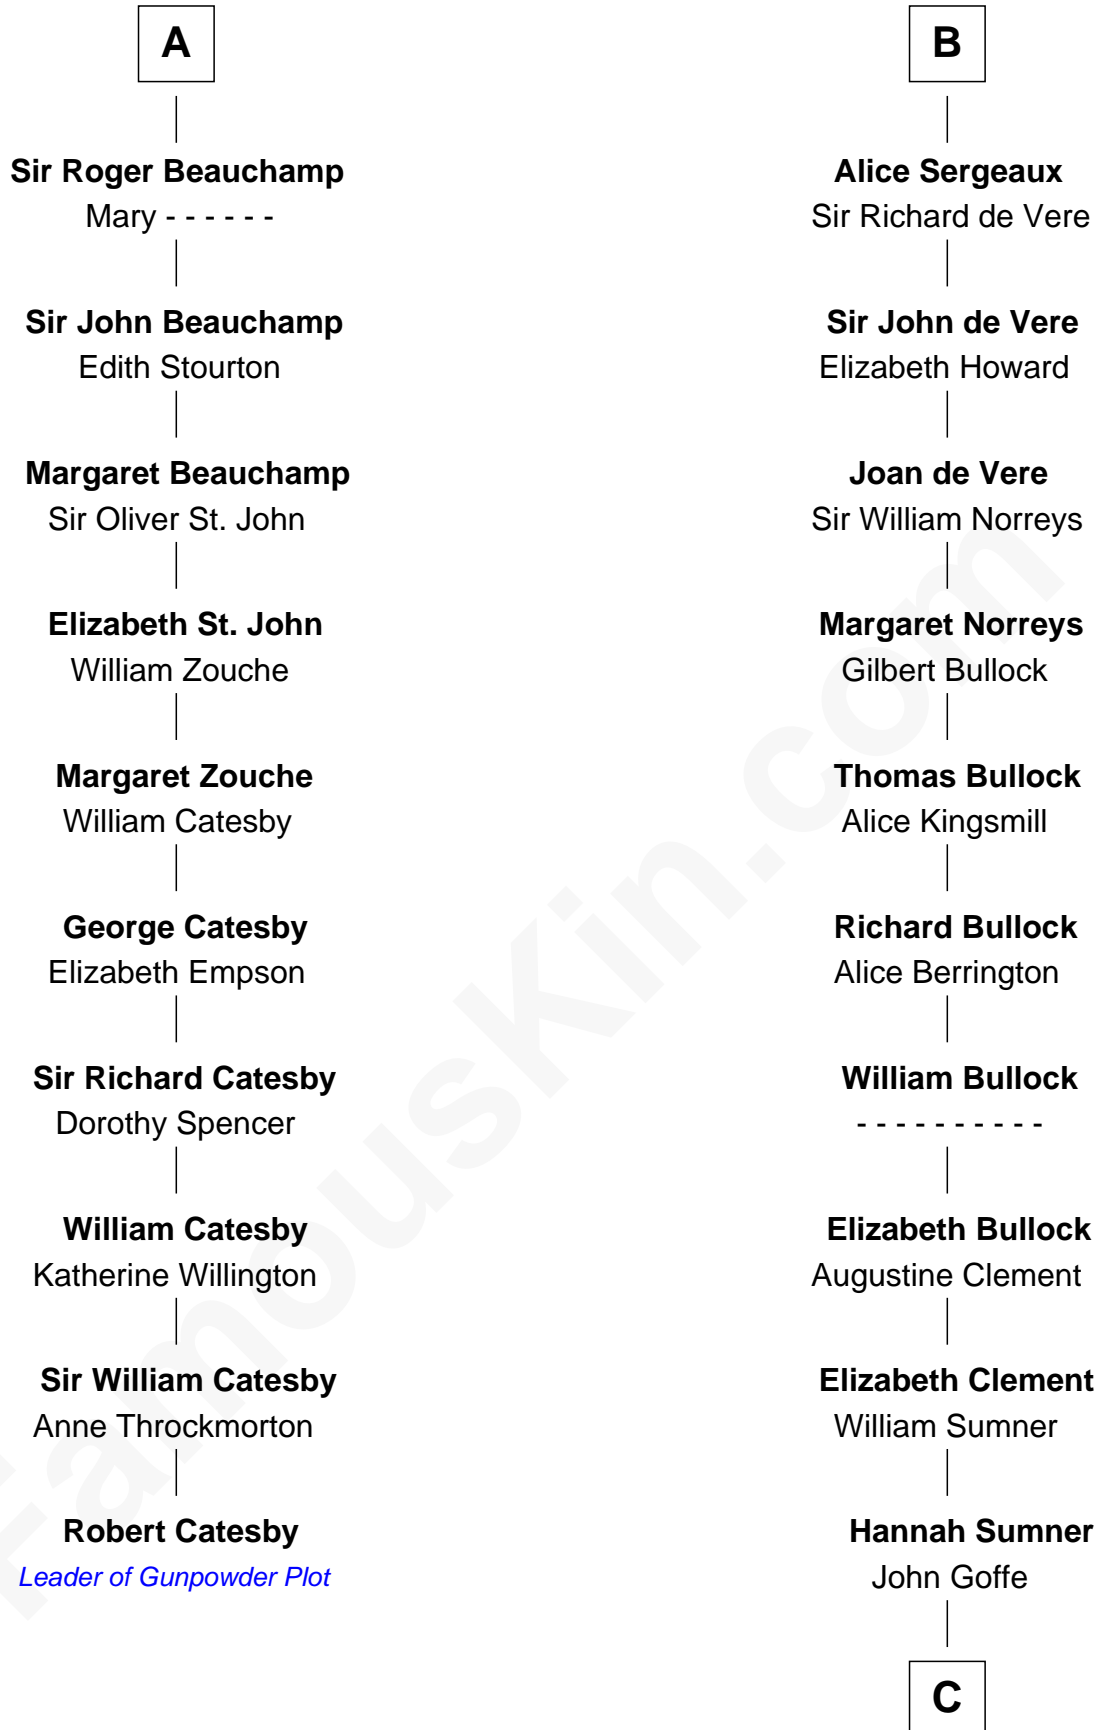 A
Sir Roger Beauchamp
Mary - - - - - -
Sir John Beauchamp
Edith Stourton
Margaret Beauchamp
Sir Oliver St. John
Elizabeth St. John
William Zouche
Margaret Zouche
William Catesby
George Catesby
Elizabeth Empson
Sir Richard Catesby
Dorothy Spencer
William Catesby
Katherine Willington
Sir William Catesby
Anne Throckmorton
Robert Catesby
Leader of Gunpowder Plot
B
Alice Sergeaux
Sir Richard de Vere
Sir John de Vere
Elizabeth Howard
Joan de Vere
Sir William Norreys
Margaret Norreys
Gilbert Bullock
Thomas Bullock
Alice Kingsmill
Richard Bullock
Alice Berrington
William Bullock
- - - - - - - - - -
Elizabeth Bullock
Augustine Clement
Elizabeth Clement
William Sumner
Hannah Sumner
John Goffe
C
FamousKin.com